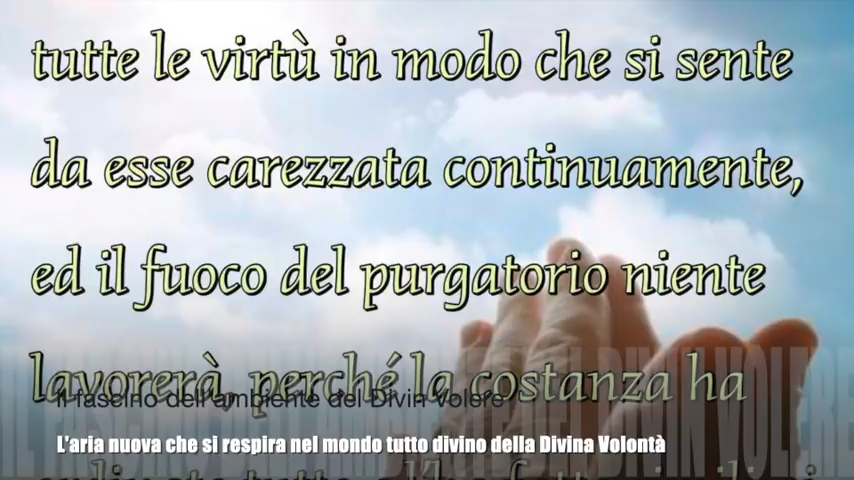 tutte le virtù in modo che si sente
da esse carezzata continuamente,
ed il fuoco del purgatorio niente
lavorerà, perché la costanza ha
Il fascino dell'ambiente del Divin Volere
L'aria nuova che si respira nel mondo tutto divino della Divina Volontà